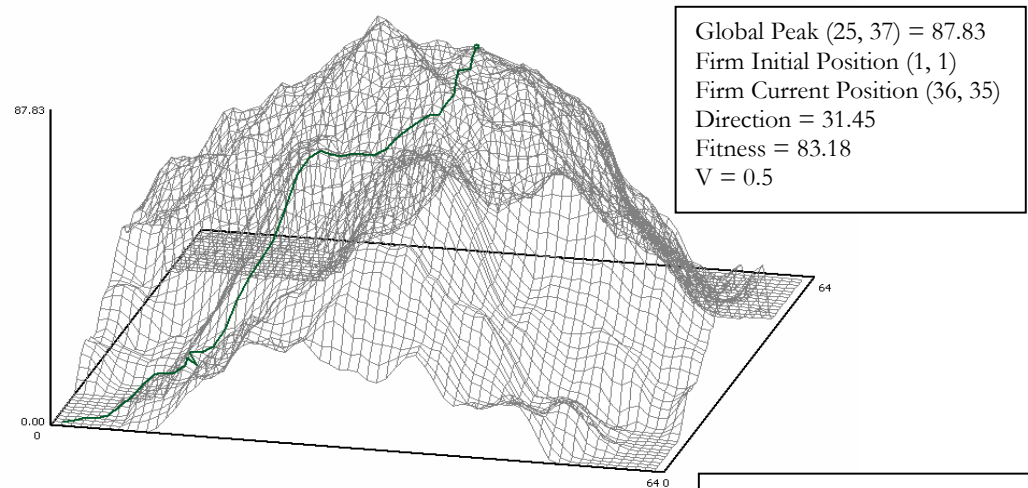 Global Peak (25, 37) = 87.83
Firm Initial Position (1, 1)
Firm Current Position (36, 35)
Direction = 31.45
Fitness = 83.18
V = 0.5
87.83
64
0.00
0
64 0